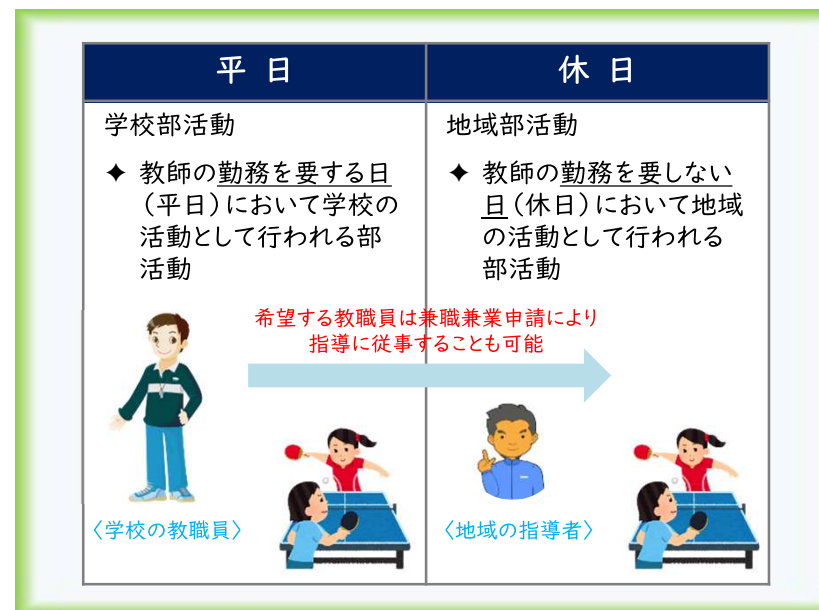 平 日
休 日
学校部活動
✦ 教師の勤務を要する日
（平日）において学校の
活動として行われる部
活動
地域部活動
✦ 教師の勤務を要しない
日（休日）において地域
の活動として行われる
部活動
希望する教職員は兼職兼業申請により
指導に従事することも可能
〈学校の教職員〉
〈地域の指導者〉